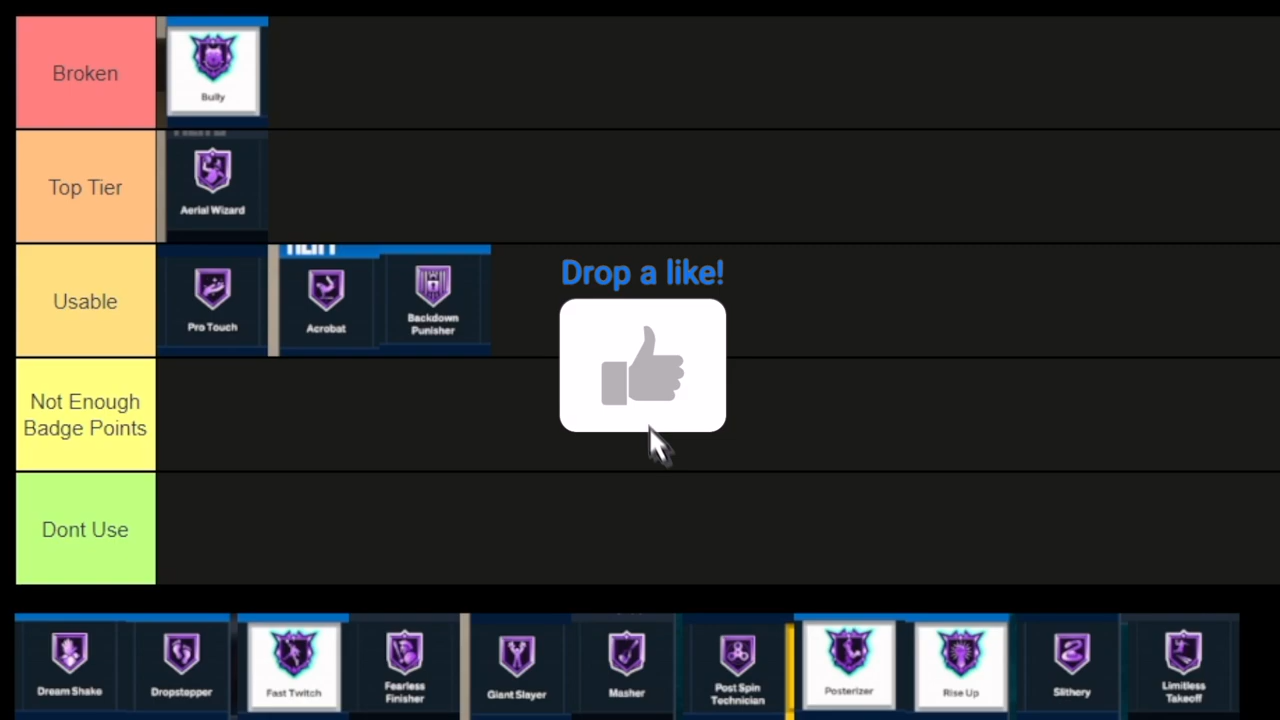 Broken
Bully
Top Tier
Aerial Wizard
Usable
Pro Touch
Acrobat
Backdown
Punisher
Drop a like!
Not Enough
Badge Points
Dont Use
Dream Shake
Dropstepper
Fast Twitch
Fearless
Finisher
Giant Slayer
Masher
Post Spin
Technician
Posterizer
Rise Up
Slithery
Limitless
Takeoff